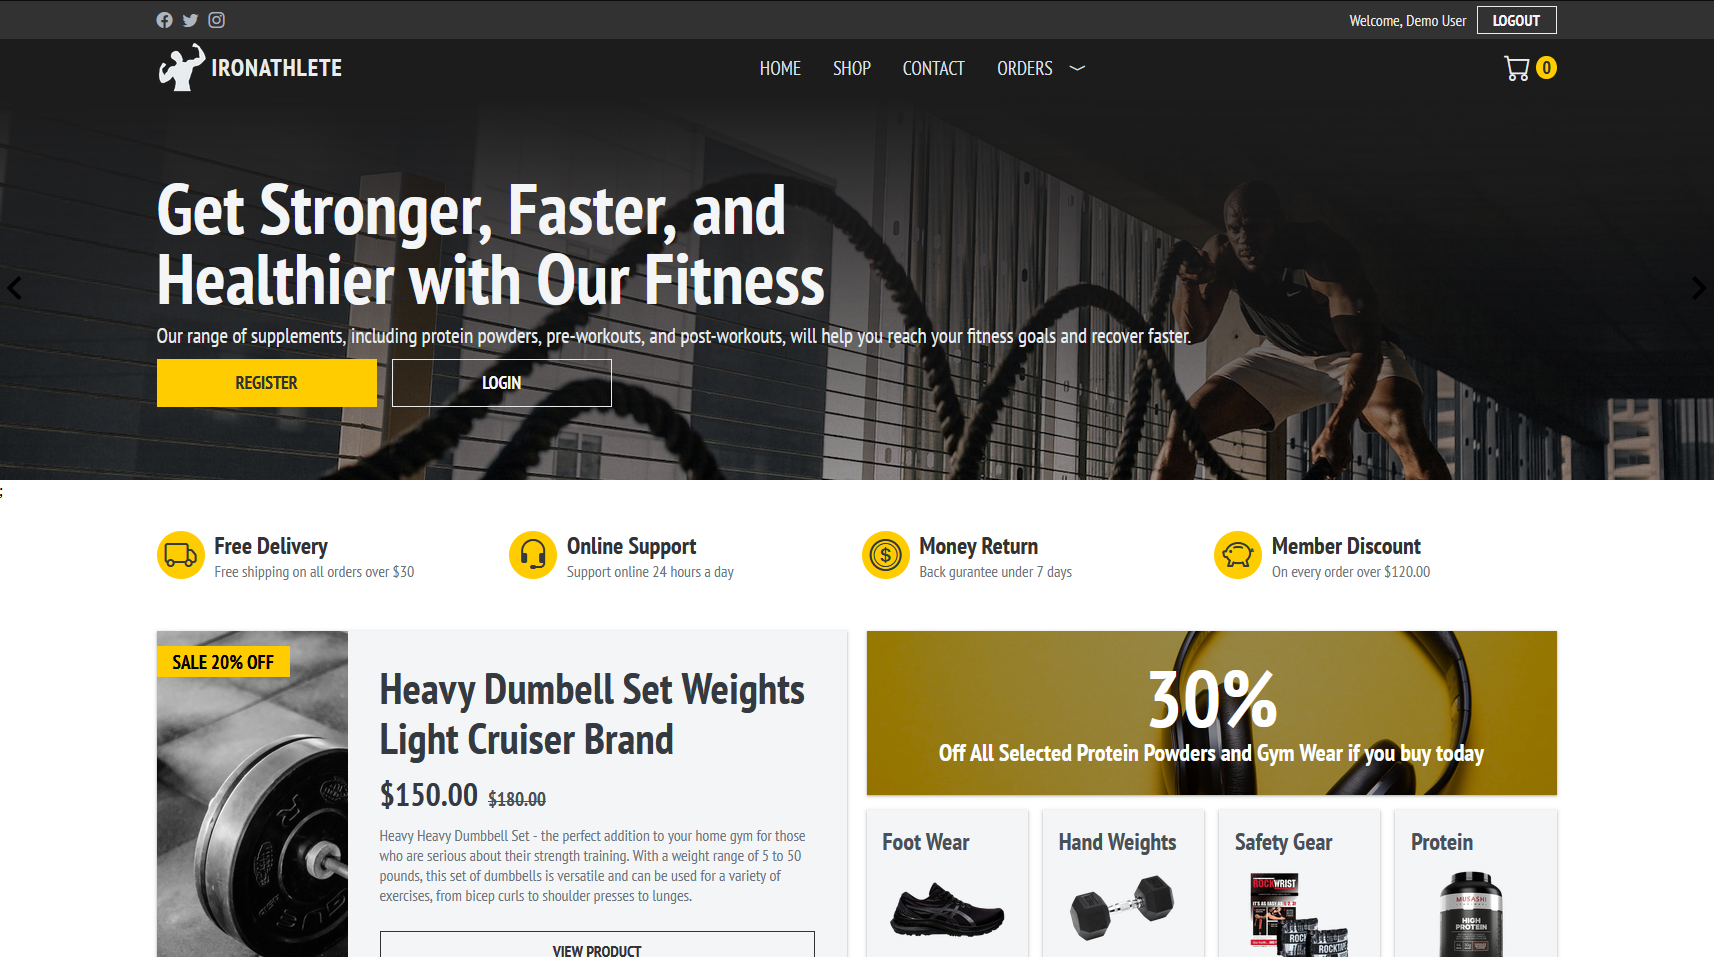 Welcome, Demo User
LOGOUT
IRONATHLETE
HOME
SHOP
CONTACT
ORDERS
0
Get Stronger, Faster, and
Healthier with Our Fitness
Our range of supplements, including protein powders, pre-workouts, and post-workouts, will help you reach your fitness goals and recover faster.
REGISTER
LOGIN
;
Free Delivery
Free shipping on all orders over $30
Online Support
Support online 24 hours a day
Money Return
Back gurantee under 7 days
Member Discount
On every order over $120.00
SALE 20% OFF
Heavy Dumbell Set Weights
Light Cruiser Brand
$150.00 $180.00
Heavy Heavy Dumbbell Set - the perfect addition to your home gym for those
who are serious about their strength training. With a weight range of 5 to 50
pounds, this set of dumbbells is versatile and can be used for a variety of
exercises, from bicep curls to shoulder presses to lunges.
VIEW PRODUCT
30%
Off All Selected Protein Powders and Gym Wear if you buy today
Foot Wear
Hand Weights
Safety Gear
ROCKWRIST
Protein
MUSASHI
HIGH
PROTEIN